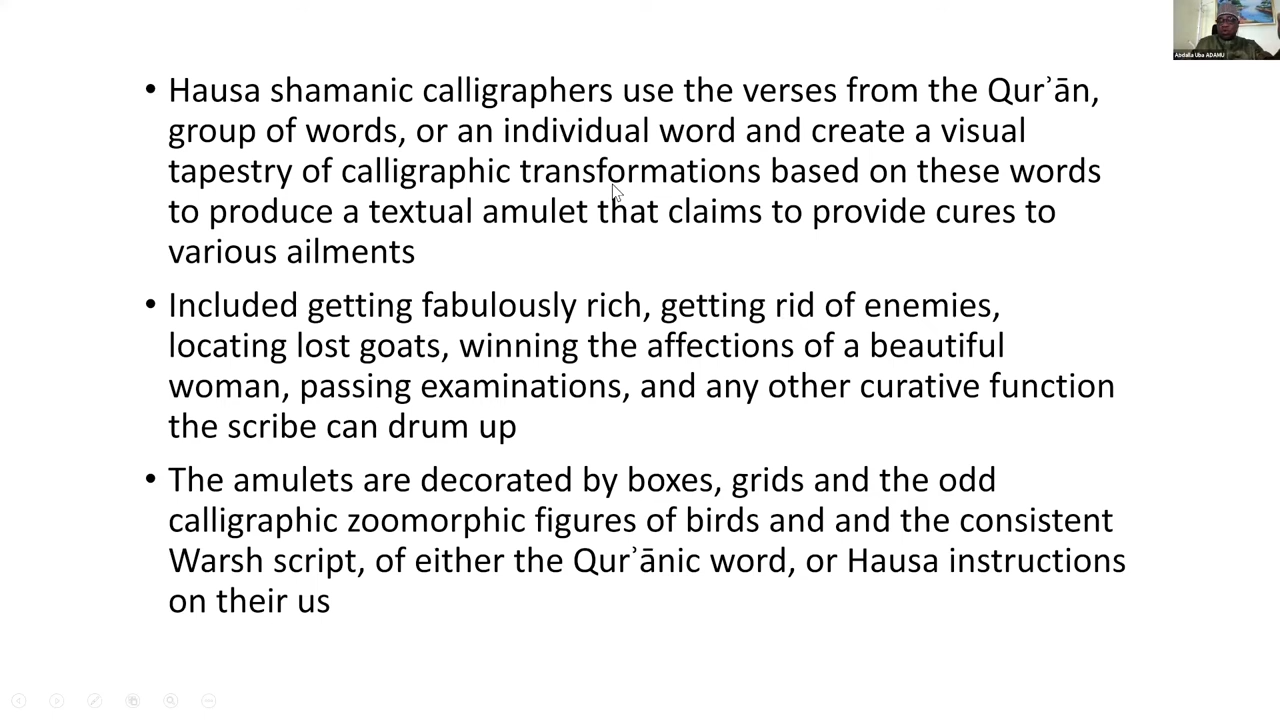 Abdalla Uba ADAMU
• Hausa shamanic calligraphers use the verses from the Qurʾān,
group of words, or an individual word and create a visual
tapestry of calligraphic transformations based on these words
to produce a textual amulet that claims to provide cures to
various ailments
• Included getting fabulously rich, getting rid of enemies,
locating lost goats, winning the affections of a beautiful
woman, passing examinations, and any other curative function
the scribe can drum up
• The amulets are decorated by boxes, grids and the odd
calligraphic zoomorphic figures of birds and and the consistent
Warsh script, of either the Qurʾānic word, or Hausa instructions
on their us